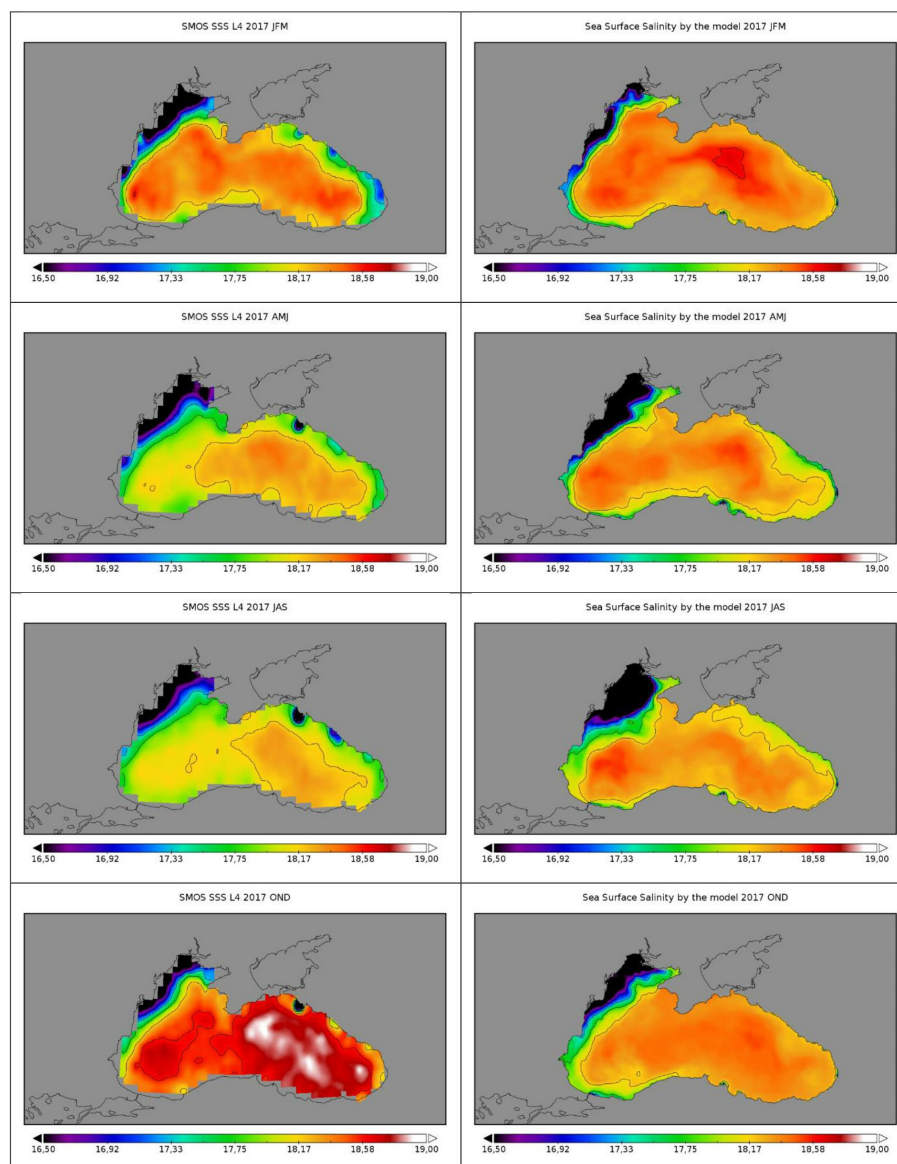 SMOS SSS L4 2017 JFM
16,50 16,92 17,33 17,75 18,17 18,58 19,00
Sea Surface Salinity by the model 2017 JFM
16,50 16,92 17,33 17,75 18,17 18,58 19,00
SMOS SSS L4 2017 AMJ
16,50 16,92 17,33 17,75 18,17 18,58 19,00
Sea Surface Salinity by the model 2017 AMJ
16,50 16,92 17,33 17,75 18,17 18,58 19,00
SMOS SSS L4 2017 JAS
16,50 16,92 17,33 17,75 18,17 18,58 19,00
Sea Surface Salinity by the model 2017 JAS
16,50 16,92 17,33 17,75 18,17 18,58 19,00
SMOS SSS L4 2017 OND
16,50 16,92 17,33 17,75 18,17 18,58 19,00
Sea Surface Salinity by the model 2017 OND
16,50 16,92 17,33 17,75 18,17 18,58 19,00